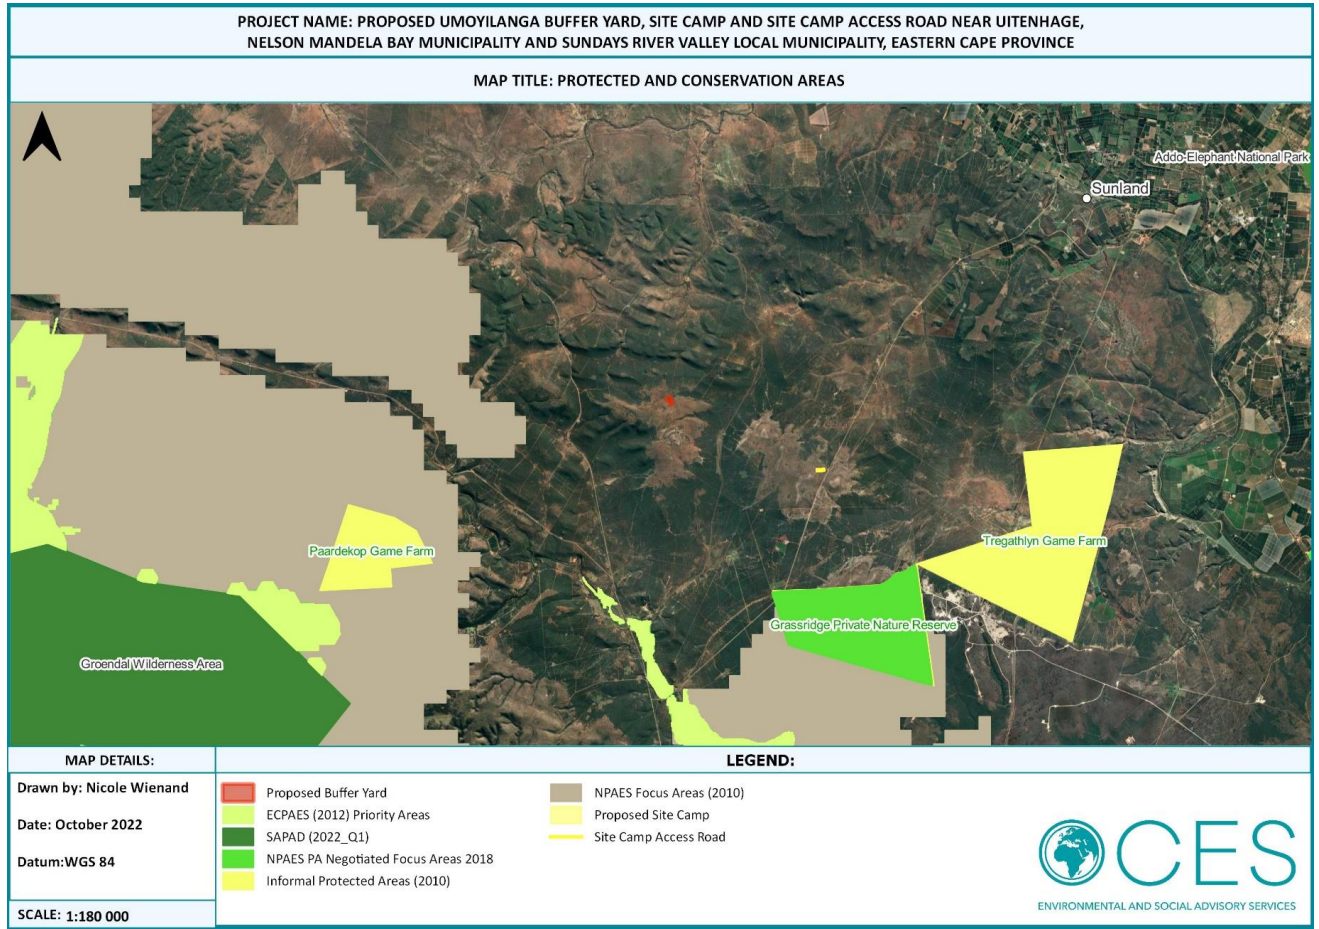 PROJECT NAME: PROPOSED UMOYILANGA BUFFER YARD, SITE CAMP AND SITE CAMP ACCESS ROAD NEAR UITENHAGE,
NELSON MANDELA BAY MUNICIPALITY AND SUNDAYS RIVER VALLEY LOCAL MUNICIPALITY, EASTERN CAPE PROVINCE
MAP TITLE: PROTECTED AND CONSERVATION AREAS
Addo-Elephant-National Park
Sunland
Paardekop Game Farm
Tregathlyn Game Farm
Grassridge Private Nature Reserve
Groendal Wilderness Area
MAP DETAILS:
Drawn by: Nicole Wienand
Date: October 2022
Datum:WGS 84
SCALE: 1:180 000
LEGEND:
Proposed Buffer Yard
ECPAES (2012) Priority Areas
SAPAD (2022_Q1)
NPAES PA Negotiated Focus Areas 2018
Informal Protected Areas (2010)
NPAES Focus Areas (2010)
Proposed Site Camp
Site Camp Access Road
CES
ENVIRONMENTAL AND SOCIAL ADVISORY SERVICES